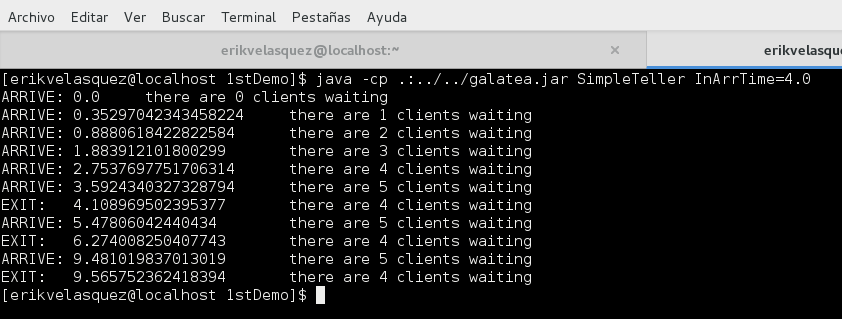 Archivo Editar Ver Buscar Terminal Pestañas Ayuda
erikvelasquez@localhost:~ × erikvelasqu
[erikvelasquez@localhost 1stDemo]$ java -cp .:../../galatea.jar SimpleTeller InArrTime=4.0
ARRIVE: 0.0 there are 0 clients waiting
ARRIVE: 0.35297042343458224 there are 1 clients waiting
ARRIVE: 0.8880618422822584 there are 2 clients waiting
ARRIVE: 1.883912101800299 there are 3 clients waiting
ARRIVE: 2.7537697751706314 there are 4 clients waiting
ARRIVE: 3.5924340327328794 there are 5 clients waiting
EXIT: 4.108969502395377 there are 4 clients waiting
ARRIVE: 5.47806042440434 there are 5 clients waiting
EXIT: 6.274008250407743 there are 4 clients waiting
ARRIVE: 9.481019837013019 there are 5 clients waiting
EXIT: 9.565752362418394 there are 4 clients waiting
[erikvelasquez@localhost 1stDemo]$